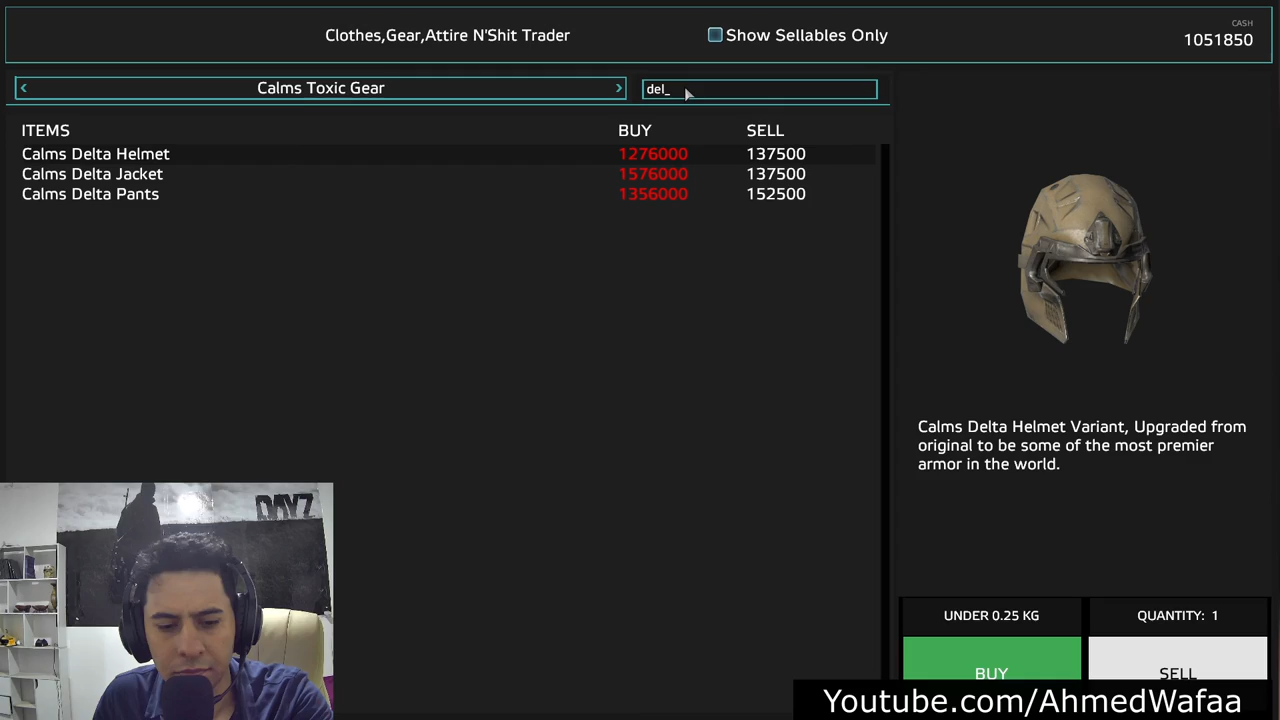 Clothes,Gear,Attire N'Shit Trader
Show Sellables Only
CASH
1051850
< Calms Toxic Gear >
del_
ITEMS BUY SELL
Calms Delta Helmet 1276000 137500
Calms Delta Jacket 1576000 137500
Calms Delta Pants 1356000 152500
Calms Delta Helmet Variant, Upgraded from
original to be some of the most premier
armor in the world.
DAYZ
UNDER 0.25 KG
QUANTITY: 1
BUY
SELL
Youtube.com/AhmedWafaa